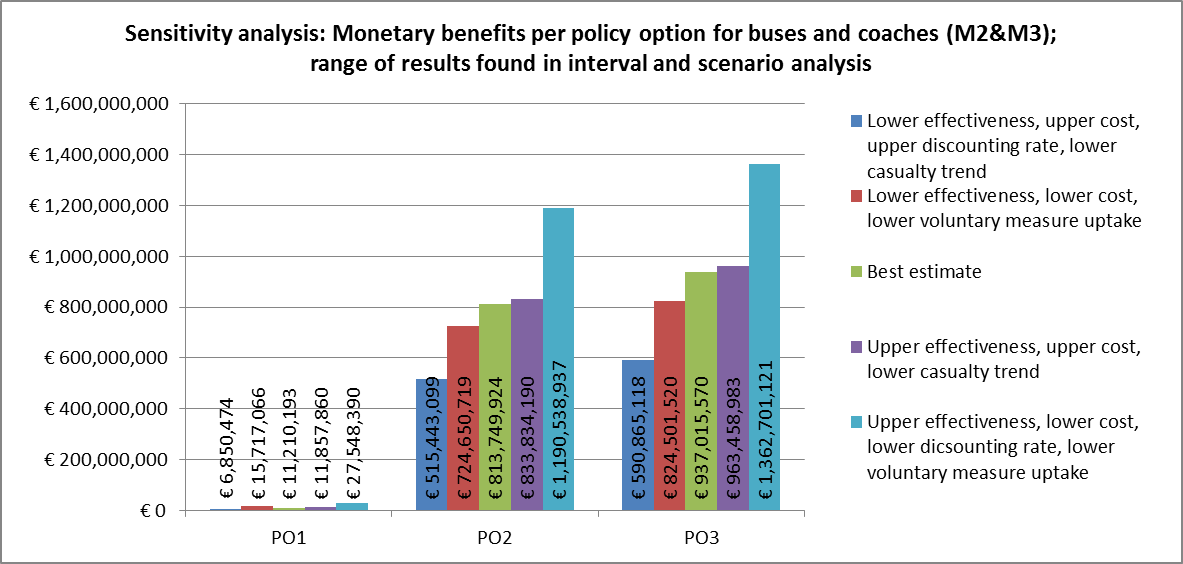 Sensitivity analysis: Monetary benefits per policy option for buses and coaches (M2&M3);
range of results found in interval and scenario analysis
€ 1,600,000,000
€ 1,400,000,000
€ 1,200,000,000
€ 1,000,000,000
€ 800,000,000
€ 600,000,000
€ 400,000,000
€ 200,000,000
€ 0
€ 6,850,474
€ 15,717,066
€ 11,210,193
€ 11,857,860
€ 27,548,390
€ 515,443,099
€ 724,650,719
€ 813,749,924
€ 833,834,190
€ 1,190,538,937
€ 590,865,118
€ 824,501,520
€ 937,015,570
€ 963,458,983
€ 1,362,701,121
PO1
PO2
PO3
Lower effectiveness, upper cost,
upper discounting rate, lower
casualty trend
Lower effectiveness, lower cost,
lower voluntary measure uptake
Best estimate
Upper effectiveness, upper cost,
lower casualty trend
Upper effectiveness, lower cost,
lower dicsounting rate, lower
voluntary measure uptake